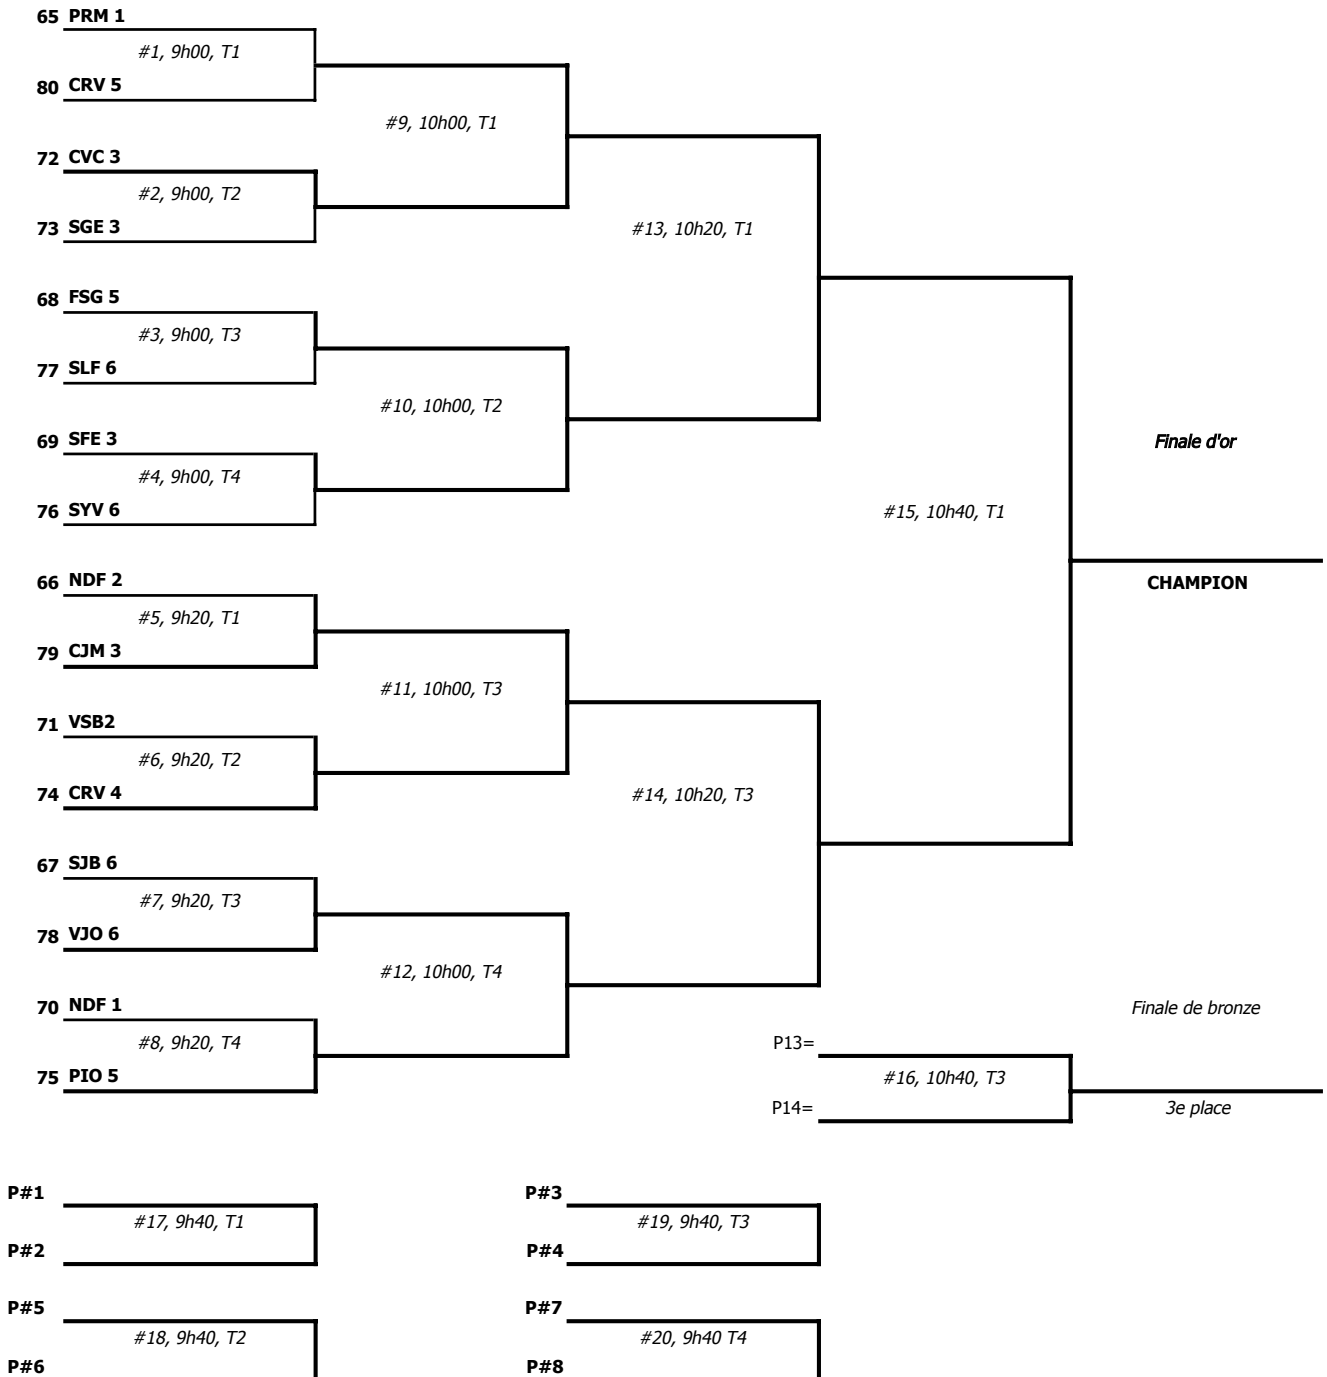 65 PRM 1
#1, 9h00, T1
80 CRV 5
#9, 10h00, T1
72 CVC 3
#2, 9h00, T2
73 SGE 3
#13, 10h20, T1
68 FSG 5
#3, 9h00, T3
77 SLF 6
#10, 10h00, T2
69 SFE 3
Finale d'or
#4, 9h00, T4
76 SYV 6
#15, 10h40, T1
66 NDF 2
CHAMPION
#5, 9h20, T1
79 CJM 3
#11, 10h00, T3
71 VSB2
#6, 9h20, T2
74 CRV 4
#14, 10h20, T3
67 SJB 6
#7, 9h20, T3
78 VJO 6
#12, 10h00, T4
70 NDF 1
Finale de bronze
#8, 9h20, T4
P13=
75 PIO 5
#16, 10h40, T3
P14=
3e place
P#1
P#3
#17, 9h40, T1
#19, 9h40, T3
P#2
P#4
P#5
P#7
#18, 9h40, T2
#20, 9h40 T4
P#6
P#8